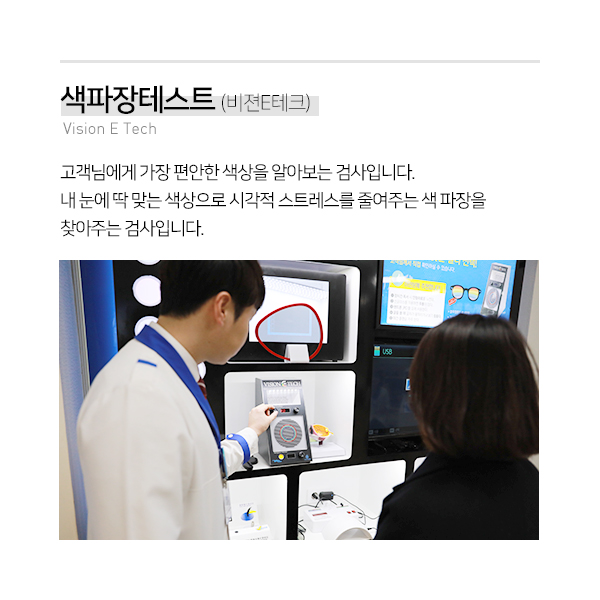 색파장테스트 (비젼E테크)
Vision E Tech
고객님에게 가장 편안한 색상을 알아보는 검사입니다.
내 눈에 딱 맞는 색상으로 시각적 스트레스를 줄여주는 색 파장을
찾아주는 검사입니다.
USB
VISION E TECH